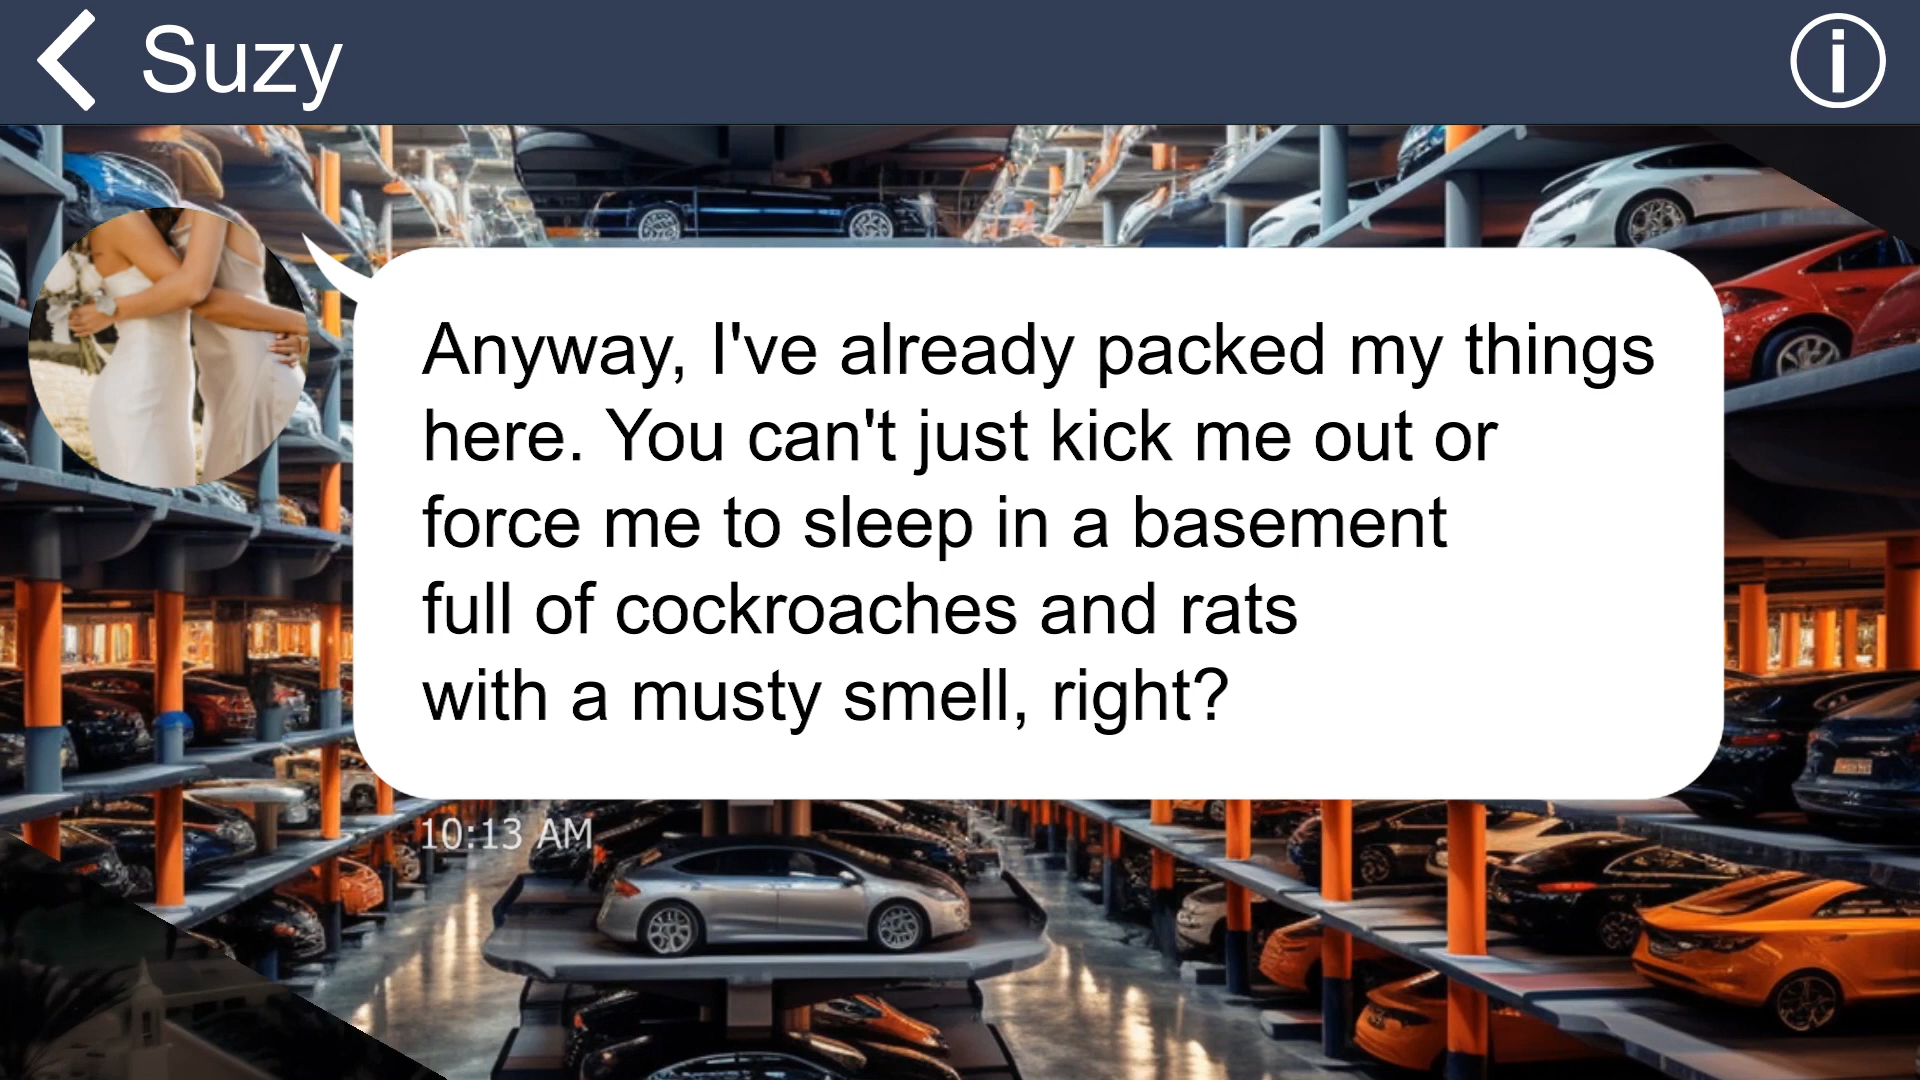 Suzy
Anyway, I've already packed my things
here. You can't just kick me out or
force me to sleep in a basement
full of cockroaches and rats
with a musty smell, right?
10:13 AM